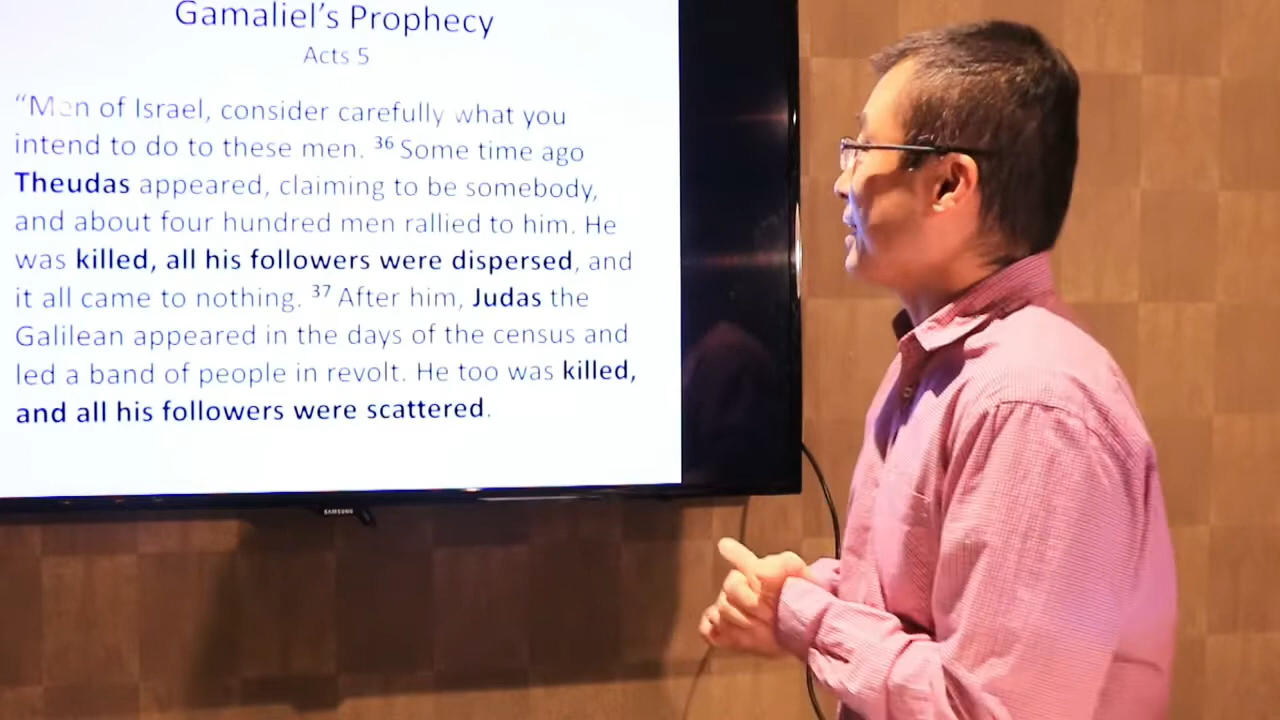 Gamaliel’s Prophecy
Acts 5
“Men of Israel, consider carefully what you
intend to do to these men. ³⁶ Some time ago
Theudas appeared, claiming to be somebody,
and about four hundred men rallied to him. He
was killed, all his followers were dispersed, and
it all came to nothing. ³⁷ After him, Judas the
Galilean appeared in the days of the census and
led a band of people in revolt. He too was killed,
and all his followers were scattered.
SAMSUNG